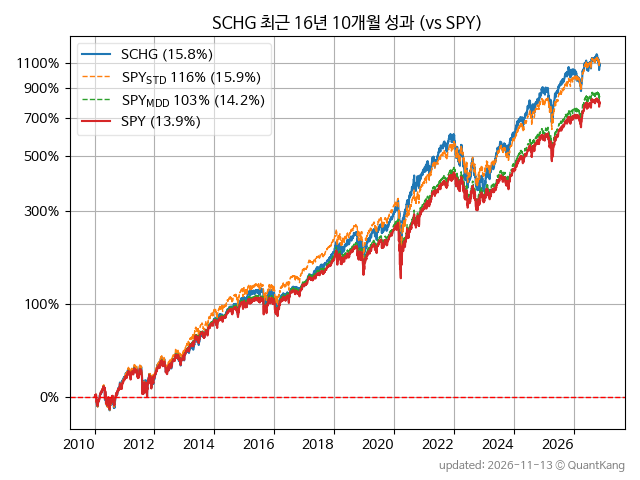 SCHG 최근 16년 10개월 성과 (vs SPY)
SCHG (15.8%)
SPY_STD 116% (15.9%)
SPY_MDD 103% (14.2%)
SPY (13.9%)
1100%
900%
700%
500%
300%
100%
0%
2010 2012 2014 2016 2018 2020 2022 2024 2026
updated: 2026-11-13 © QuantKang